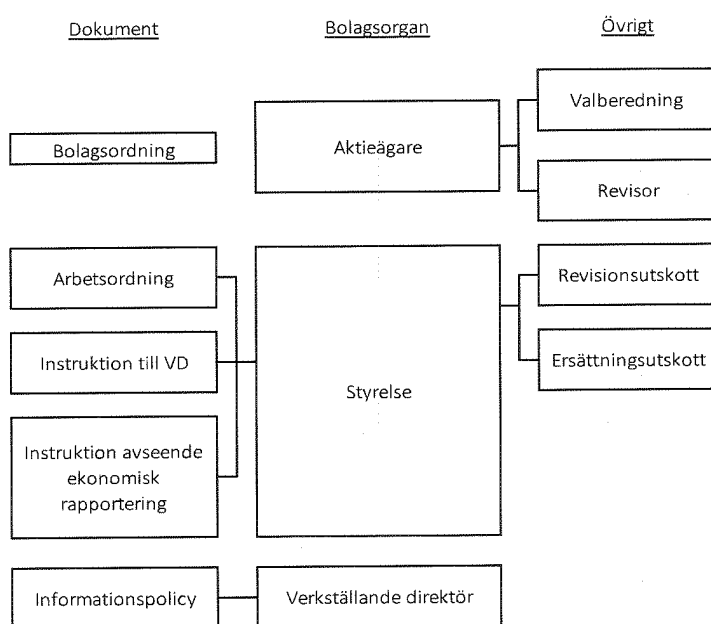 Dokument
Bolagsorgan
Övrigt
Bolagsordning
Aktieägare
Valberedning
Revisor
Arbetsordning
Instruktion till VD
Instruktion avseende
ekonomisk
rapportering
Styrelse
Revisionsutskott
Ersättningsutskott
Informationspolicy
Verkställande direktör